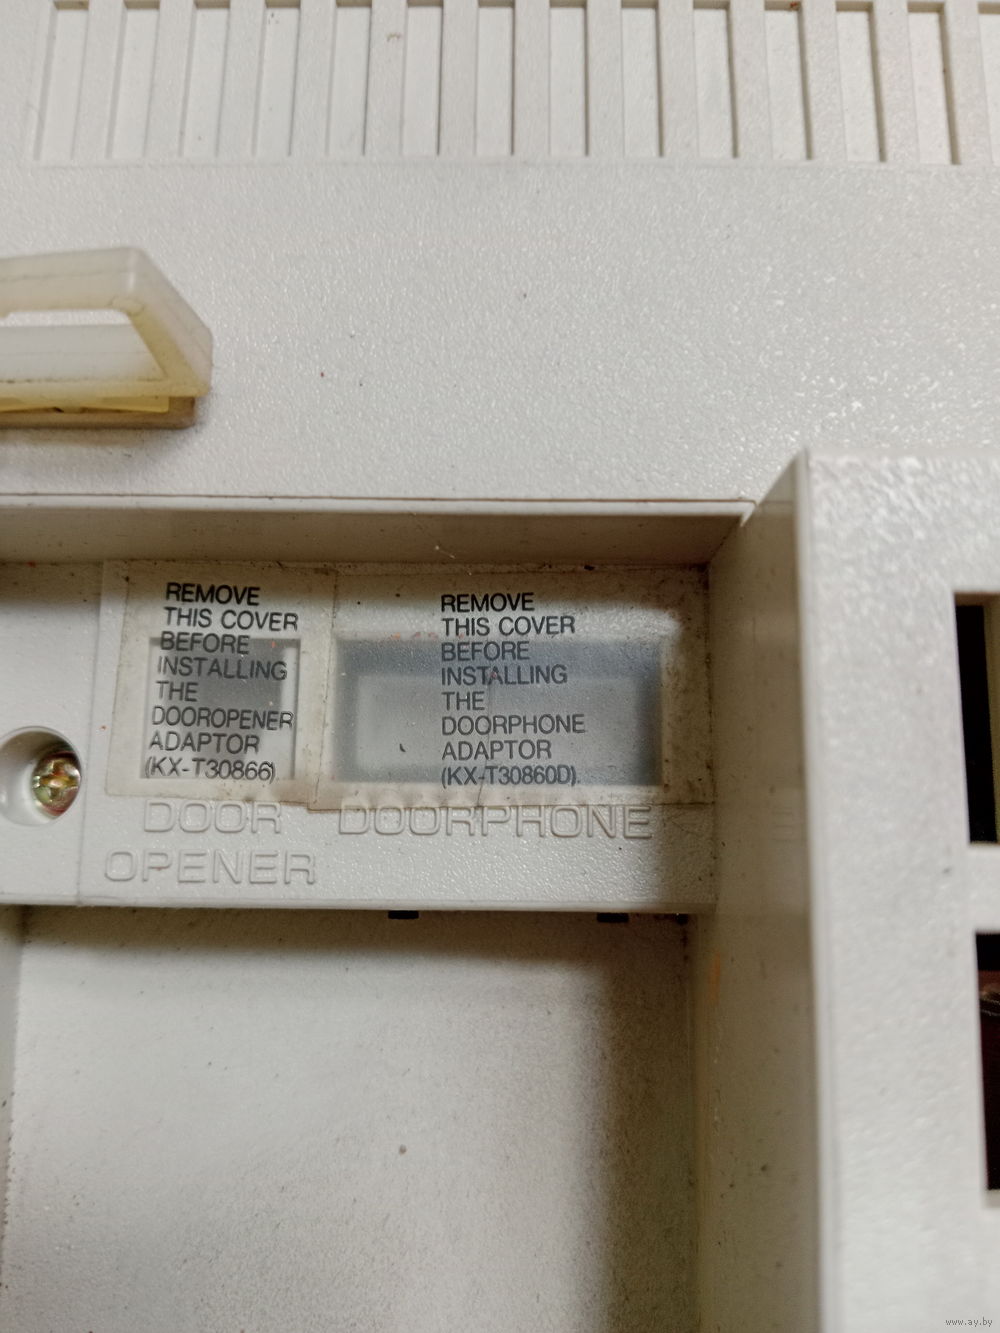 REMOVE
THIS COVER
BEFORE
INSTALLING
THE
DOOROPENER
ADAPTOR
(KX-T30866).
REMOVE
THIS COVER
BEFORE
INSTALLING
THE
DOORPHONE
ADAPTOR
(KX-T30860D).
DOOR
OPENER
DOORPHONE
www.ay.by